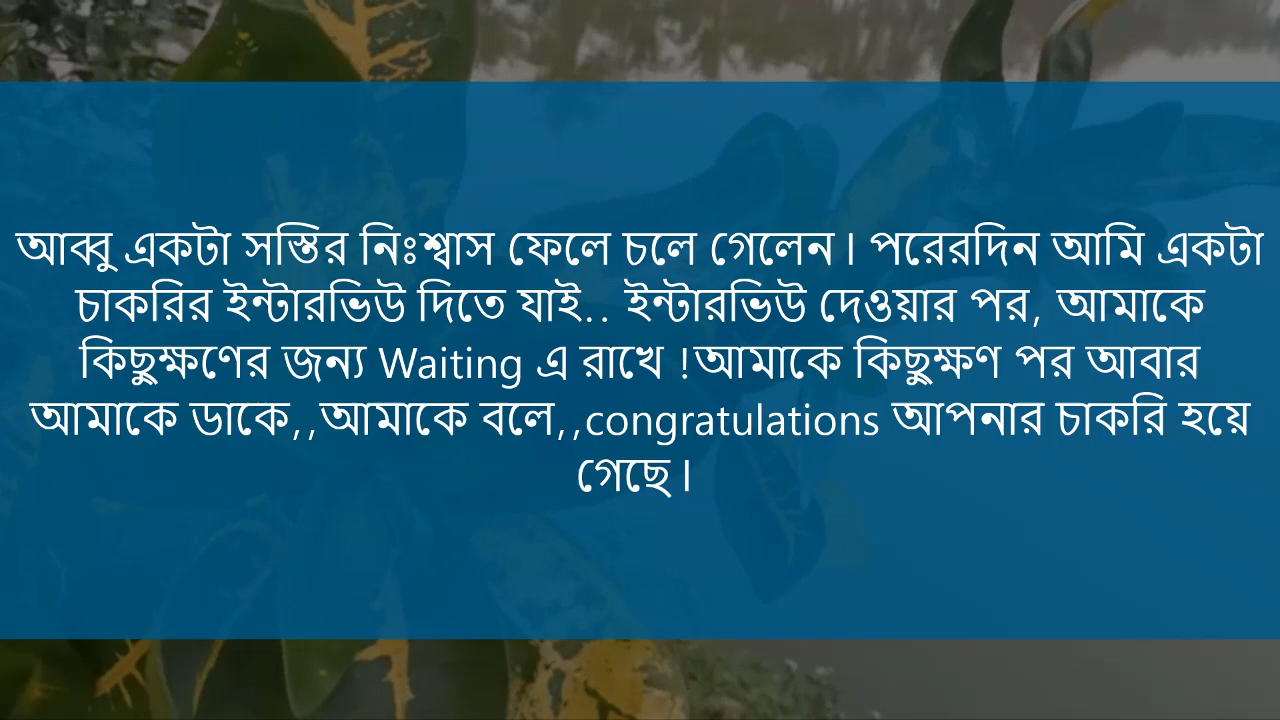 আব্বু একটা সস্তির নিঃশ্বাস ফেলে চলে গেলেন। পরেরদিন আমি একটা
চাকরির ইন্টারভিউ দিতে যাই.. ইন্টারভিউ দেওয়ার পর, আমাকে
কিছুক্ষণের জন্য Waiting এ রাখে !আমাকে কিছুক্ষণ পর আবার
আমাকে ডাকে,,আমাকে বলে,,congratulations আপনার চাকরি হয়ে
গেছে।